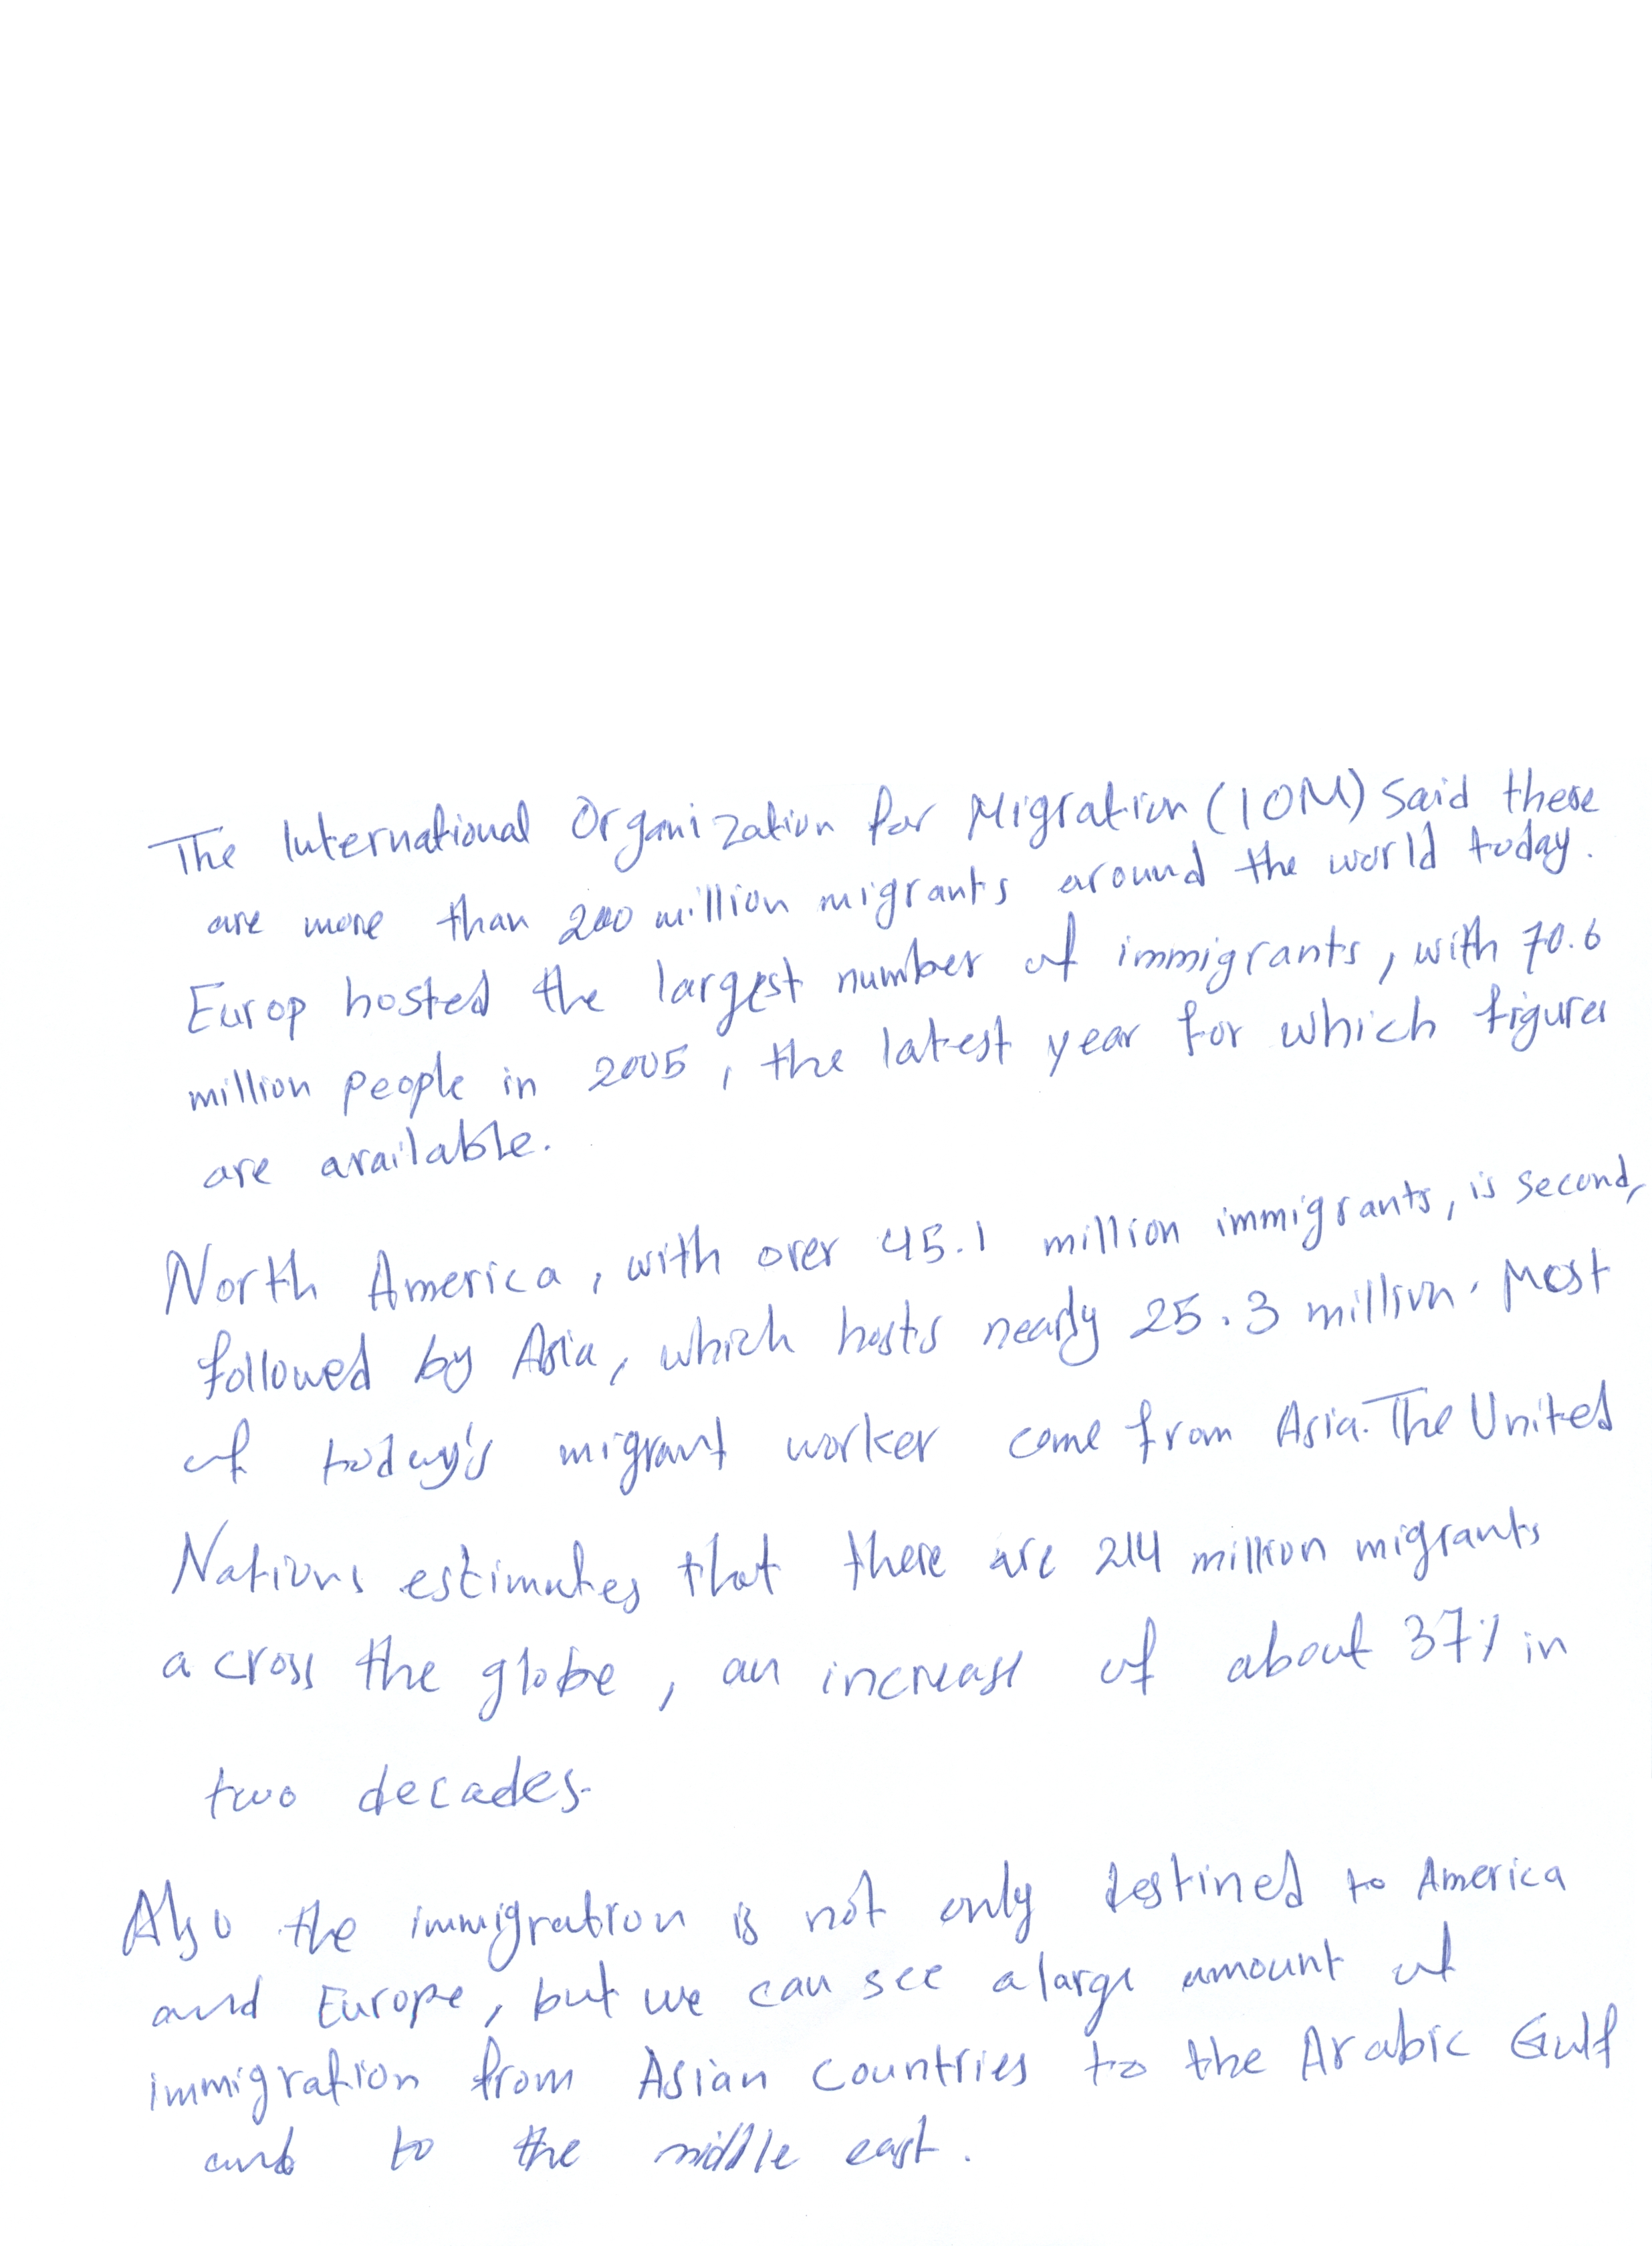 The International Organization for Migration (IOM) said there
are more than 200 million migrants around the world today.
Europ hosted the largest number of immigrants, with 70.6
million people in 2005, the latest year for which figures
are available.
North America, with over 45.1 million immigrants, is second,
followed by Asia, which hosts nearly 25.3 million. Most
of today's migrant worker come from Asia. The United
Nations estimates that there are 214 million migrants
across the globe, an increase of about 37% in
two decades.
Also the immigration is not only destined to America
and Europe, but we can see a large amount of
immigration from Asian countries to the Arabic Gulf
and to the middle east.